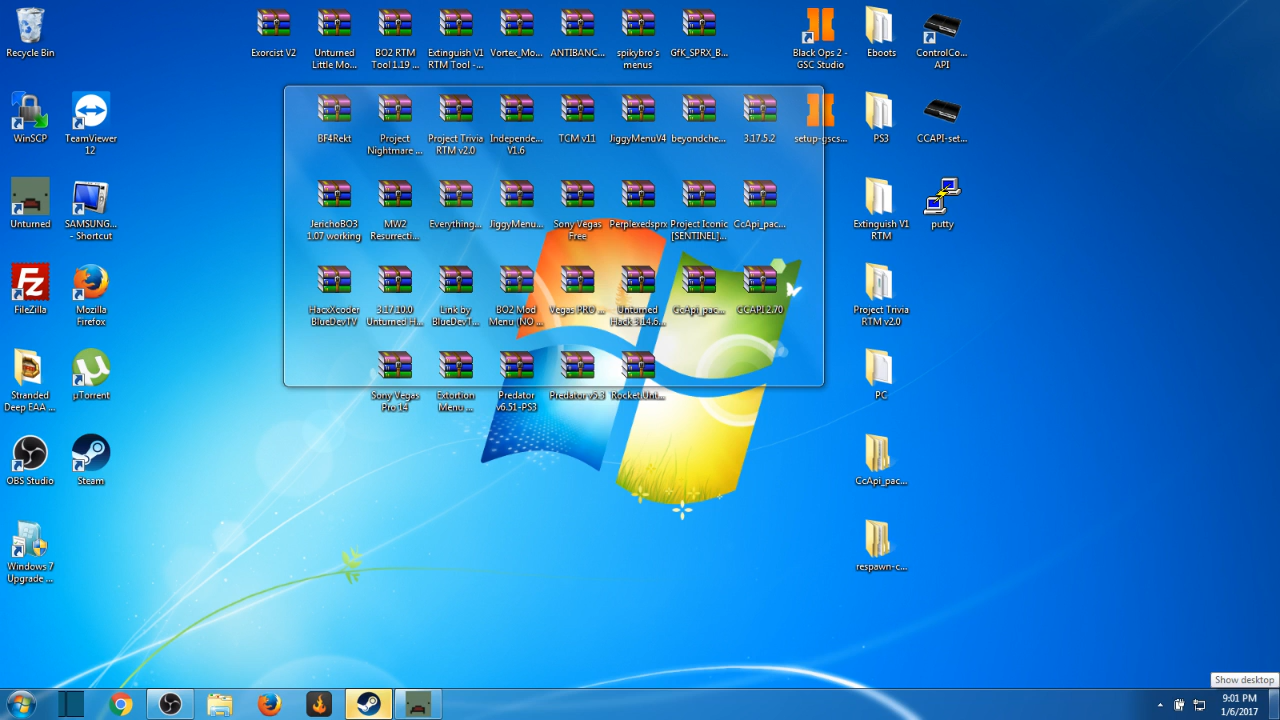 Recycle Bin
Exorcist V2
Unturned
Little Mo...
BO2 RTM
Tool 1.19 ...
Extinguish V1
RTM Tool -...
Vortex_Mo...
ANTIBANC...
spikybro's
menus
GfK_SPRX_B...
Black Ops 2 -
GSC Studio
Eboots
ControlCo...
API
WinSCP
TeamViewer
12
BF4Rekt
Project
Nightmare ...
Project Trivia
RTM v2.0
Independe...
V1.6
TCM v11
JiggyMenuV4
beyondche...
3.17.5.2
setup-gscs...
PS3
CCAPI-set...
Unturned
SAMSUNG...
- Shortcut
JerichoBO3
1.07 working
MW2
Resurrecti...
Everything...
JiggyMenu...
Sony Vegas
Free
Perplexedsprx
Project Iconic
[SENTINEL]...
CcApi_pac...
Extinguish V1
RTM
putty
FileZilla
Mozilla
Firefox
HacxXcoder
BlueDevTV
3.17.10.0
Unturned H...
Link by
BlueDevT...
BO2 Mod
Menu (NO ...
Vegas PRO ...
Unturned
Hack 3.14.6...
CcApi_pac...
CCAPI 2.70
Project Trivia
RTM v2.0
Stranded
Deep EAA ...
µTorrent
Sony Vegas
Pro 14
Extortion
Menu ...
Predator
v6.51-PS3
Predator v5.3
Rocket.Unt...
PC
OBS Studio
Steam
CcApi_pac...
Windows 7
Upgrade ...
respawn-c...
Show desktop
9:01 PM
1/6/2017